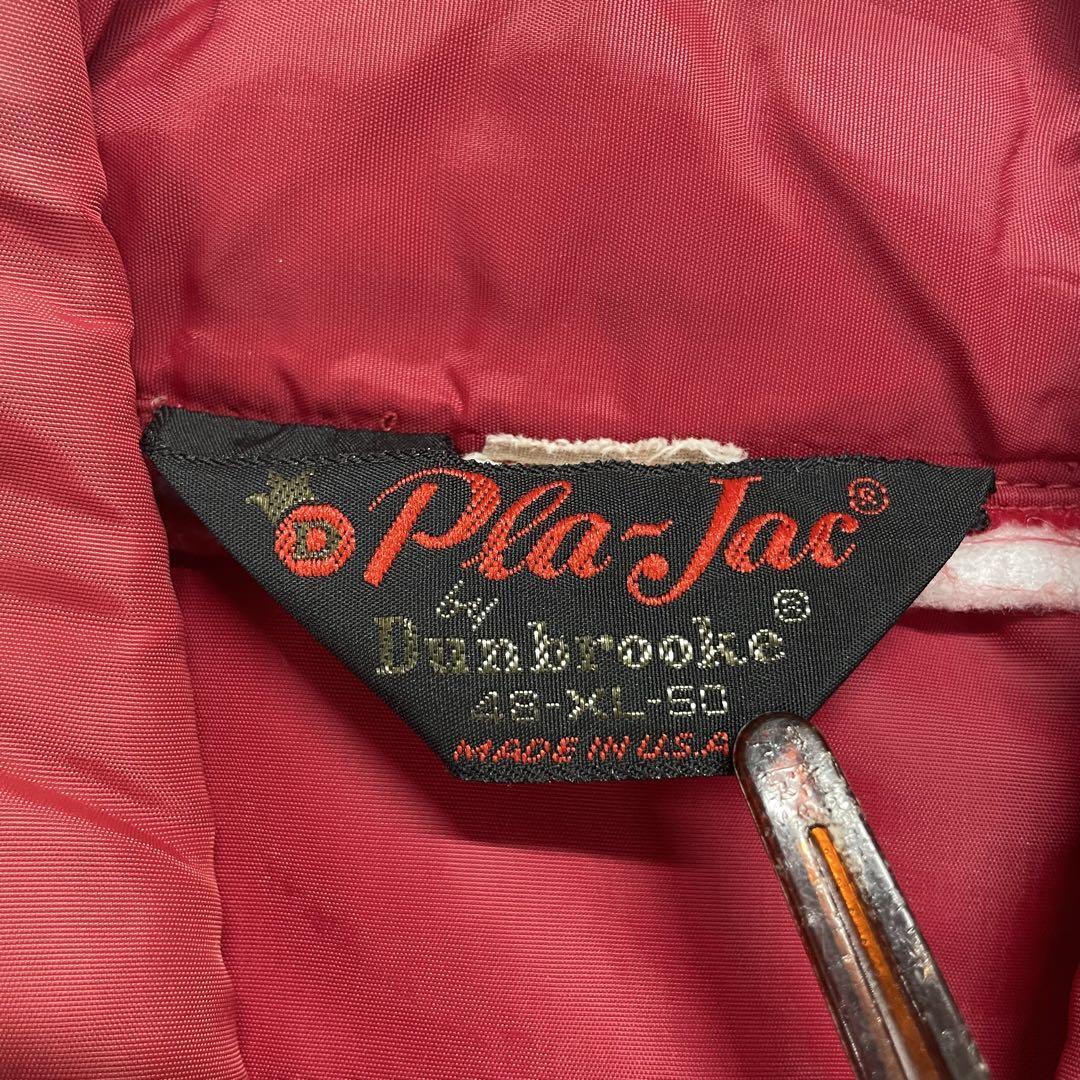 D Pla-Jac®
by
Dunbrooke®
48-XL-50
MADE IN U.S.A